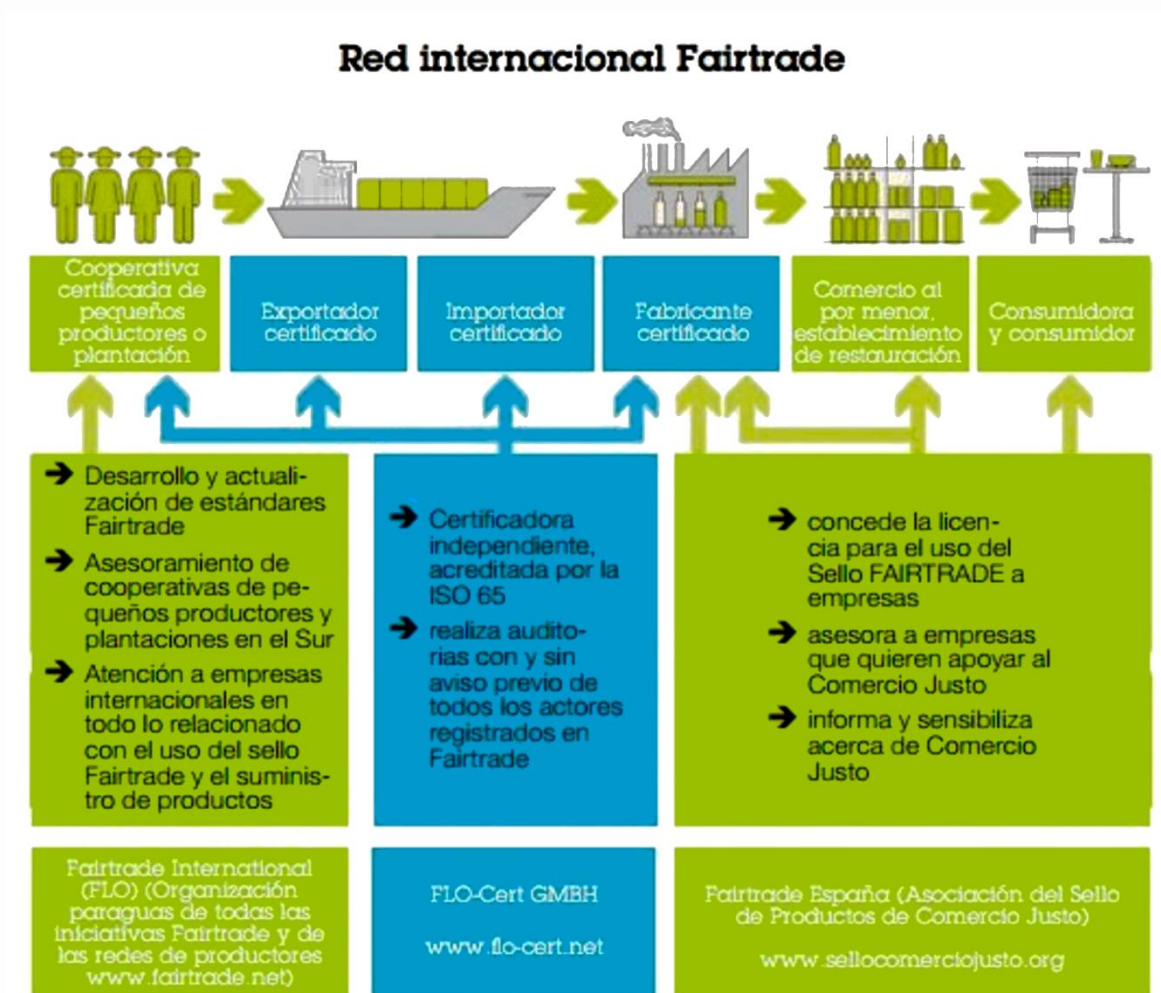 Red internacional Fairtrade
Cooperativa
certificada de
pequeños
productores o
plantación
Exportador
certificado
Importador
certificado
Fabricante
certificado
Comercio al
por menor,
establecimiento
de restauración
Consumidora
y consumidor
➔ Desarrollo y actuali-
zación de estándares
Fairtrade
➔ Asesoramiento de
cooperativas de pe-
queños productores y
plantaciones en el Sur
➔ Atención a empresas
internacionales en
todo lo relacionado
con el uso del sello
Fairtrade y el suminis-
tro de productos
➔ Certificadora
independiente,
acreditada por la
ISO 65
➔ realiza audito-
rias con y sin
aviso previo de
todos los actores
registrados en
Fairtrade
➔ concede la licen-
cia para el uso del
Sello FAIRTRADE a
empresas
➔ asesora a empresas
que quieren apoyar al
Comercio Justo
➔ informa y sensibiliza
acerca de Comercio
Justo
Fairtrade International
(FLO) (Organización
paraguas de todas las
iniciativas Fairtrade y de
las redes de productores
www.fairtrade.net)
FLO-Cert GMBH
www.flo-cert.net
Fairtrade España (Asociación del Sello
de Productos de Comercio Justo)
www.sellocomerciojusto.org